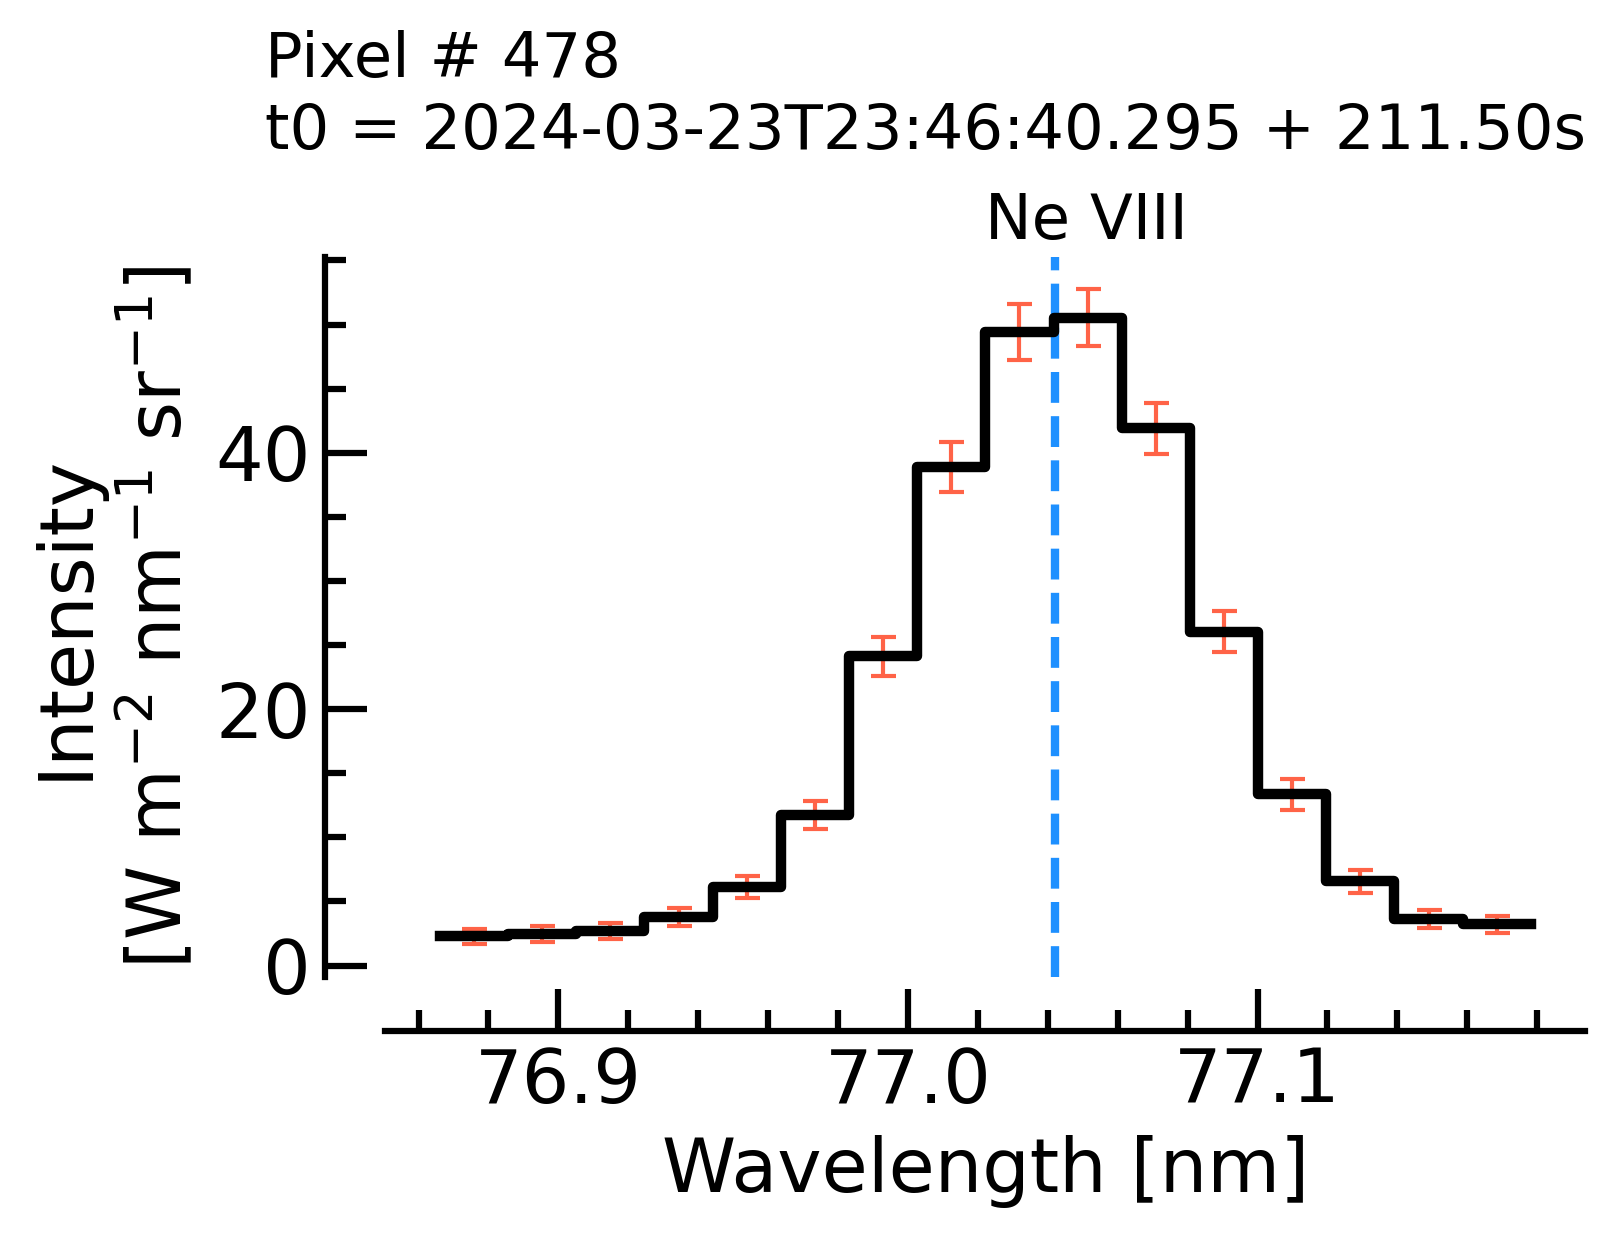 Pixel # 478
t0 = 2024-03-23T23:46:40.295 + 211.50s
Ne VIII
Intensity
[W m⁻² nm⁻¹ sr⁻¹]
40
20
0
76.9 77.0 77.1
Wavelength [nm]